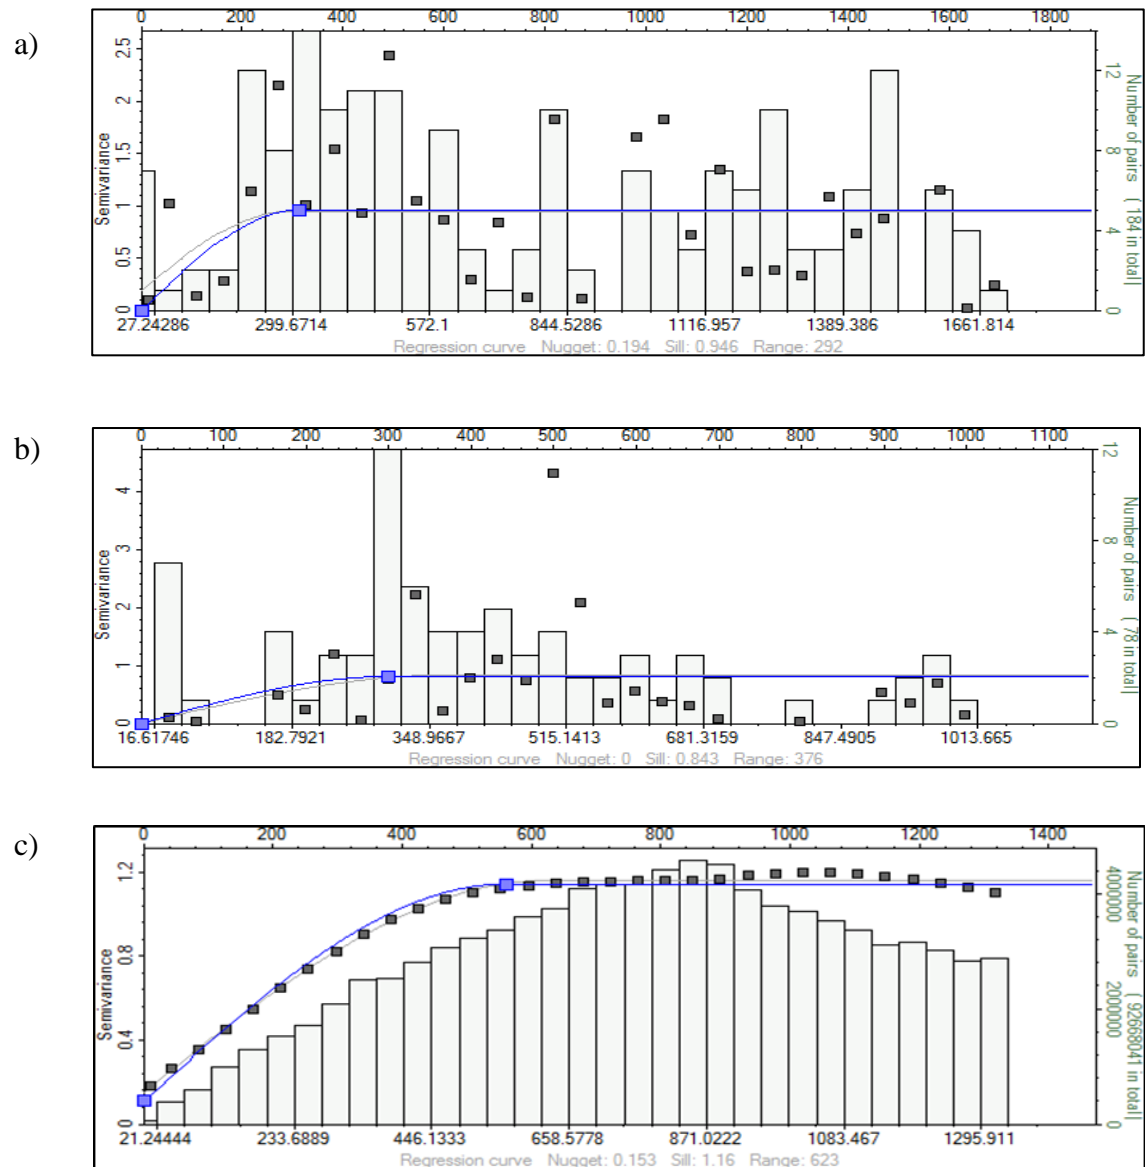 a)
0 200 400 600 800 1000 1200 1400 1600 1800
Semivariance
2.5
2
1.5
1
0.5
0
12
8
4
0
Number of pairs ( 184 in total)
27.24286 299.6714 572.1 844.5286 1116.957 1389.386 1661.814
Regression curve Nugget: 0.194 Sill: 0.946 Range: 292
b)
0 100 200 300 400 500 600 700 800 900 1000 1100
Semivariance
4
3
2
1
0
12
8
4
0
Number of pairs ( 78 in total)
16.61746 182.7921 348.9667 515.1413 681.3159 847.4905 1013.665
Regression curve Nugget: 0 Sill: 0.843 Range: 376
c)
0 200 400 600 800 1000 1200 1400
Semivariance
1.2
0.8
0.4
0
4000000
2000000
0
Number of pairs ( 92668041 in total)
21.24444 233.6889 446.1333 658.5778 871.0222 1083.467 1295.911
Regression curve Nugget: 0.153 Sill: 1.16 Range: 623